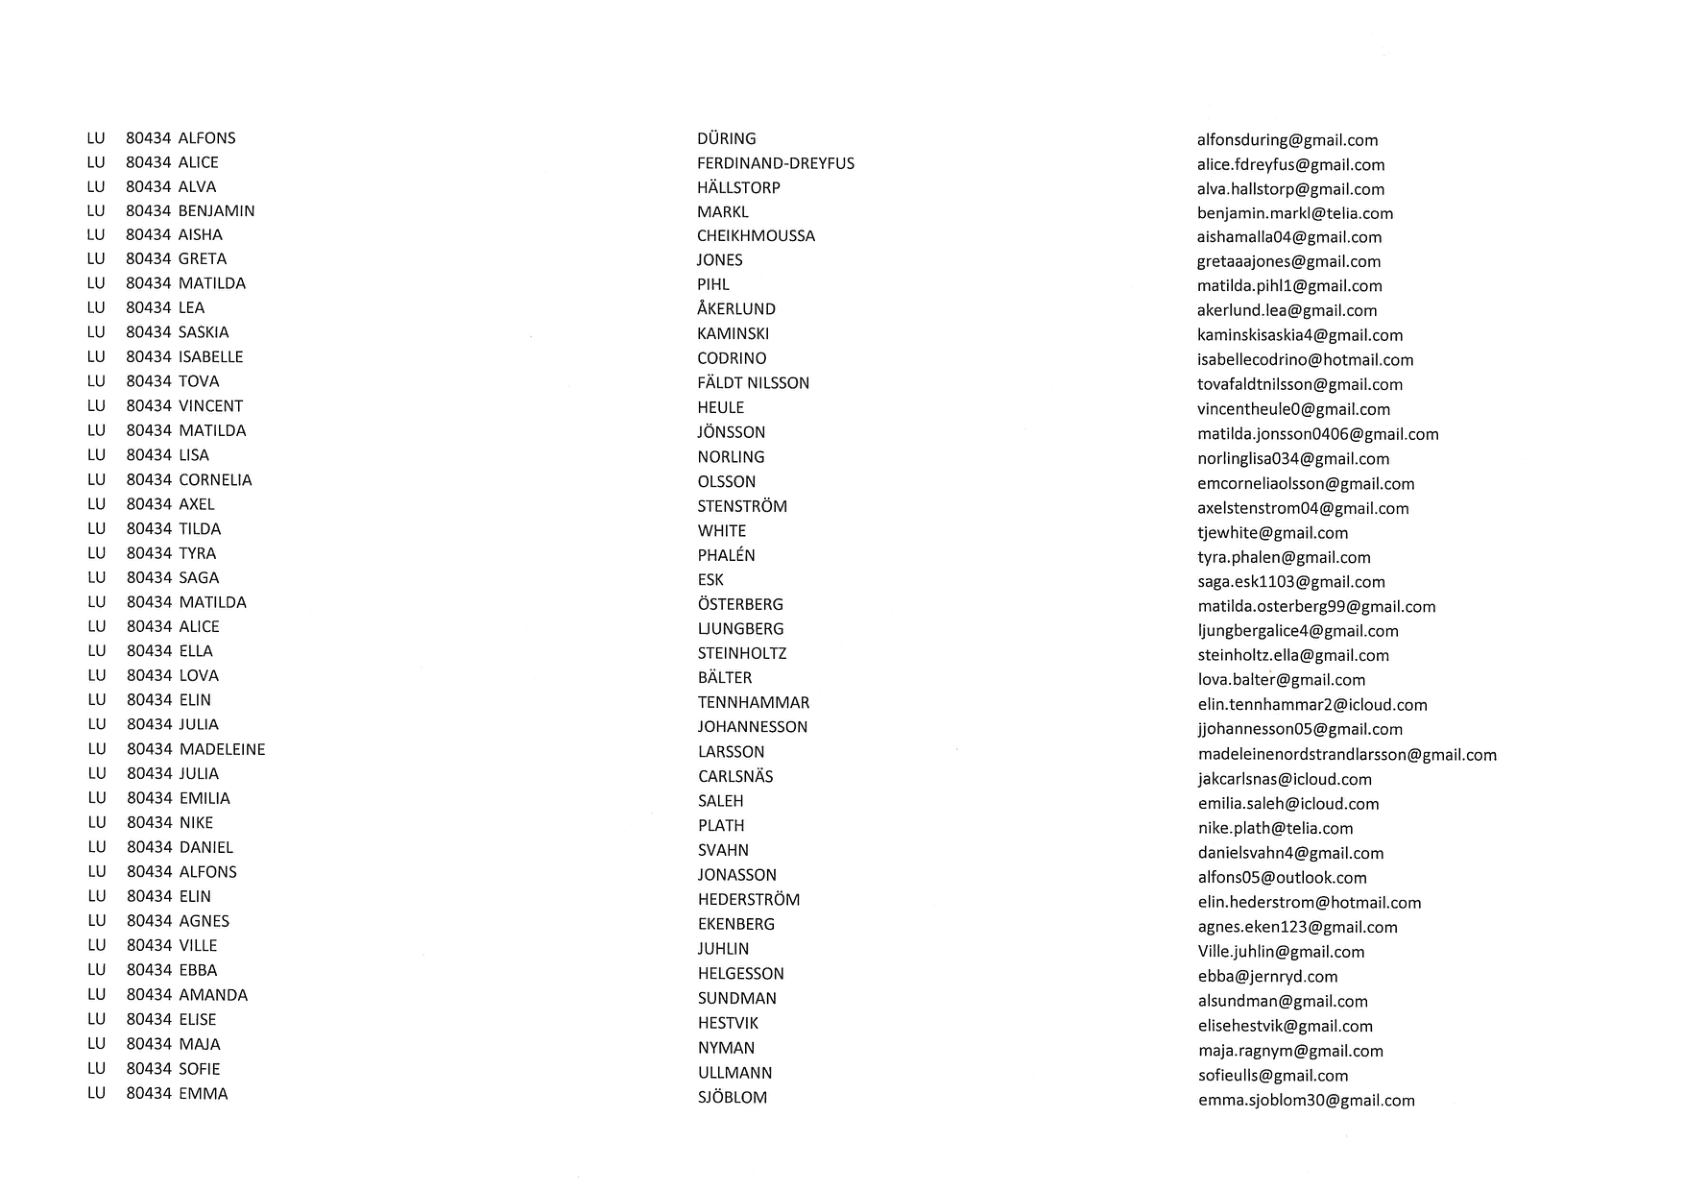 LU 80434 ALFONS DÜRING alfonsduring@gmail.com
LU 80434 ALICE FERDINAND-DREYFUS alice.fdreyfus@gmail.com
LU 80434 ALVA HÄLLSTORP alva.hallstorp@gmail.com
LU 80434 BENJAMIN MARKL benjamin.markl@telia.com
LU 80434 AISHA CHEIKHMOUSSA aishamalla04@gmail.com
LU 80434 GRETA JONES gretaaajones@gmail.com
LU 80434 MATILDA PIHL matilda.pihl1@gmail.com
LU 80434 LEA ÅKERLUND akerlund.lea@gmail.com
LU 80434 SASKIA KAMINSKI kaminskisaskia4@gmail.com
LU 80434 ISABELLE CODRINO isabellecodrino@hotmail.com
LU 80434 TOVA FÄLDT NILSSON tovafaldtnilsson@gmail.com
LU 80434 VINCENT HEULE vincentheule0@gmail.com
LU 80434 MATILDA JÖNSSON matilda.jonsson0406@gmail.com
LU 80434 LISA NORLING norlinglisa034@gmail.com
LU 80434 CORNELIA OLSSON emcorneliaolsson@gmail.com
LU 80434 AXEL STENSTRÖM axelstenstrom04@gmail.com
LU 80434 TILDA WHITE tjewhite@gmail.com
LU 80434 TYRA PHALÉN tyra.phalen@gmail.com
LU 80434 SAGA ESK saga.esk1103@gmail.com
LU 80434 MATILDA ÖSTERBERG matilda.osterberg99@gmail.com
LU 80434 ALICE LJUNGBERG ljungbergalice4@gmail.com
LU 80434 ELLA STEINHOLTZ steinholtz.ella@gmail.com
LU 80434 LOVA BÄLTER lova.balter@gmail.com
LU 80434 ELIN TENNHAMMAR elin.tennhammar2@icloud.com
LU 80434 JULIA JOHANNESSON jjohannesson05@gmail.com
LU 80434 MADELEINE LARSSON madeleinenordstrandlarsson@gmail.com
LU 80434 JULIA CARLSNÄS jakcarlsnas@icloud.com
LU 80434 EMILIA SALEH emilia.saleh@icloud.com
LU 80434 NIKE PLATH nike.plath@telia.com
LU 80434 DANIEL SVAHN danielsvahn4@gmail.com
LU 80434 ALFONS JONASSON alfons05@outlook.com
LU 80434 ELIN HEDERSTRÖM elin.hederstrom@hotmail.com
LU 80434 AGNES EKENBERG agnes.eken123@gmail.com
LU 80434 VILLE JUHLIN Ville.juhlin@gmail.com
LU 80434 EBBA HELGESSON ebba@jernryd.com
LU 80434 AMANDA SUNDMAN alsundman@gmail.com
LU 80434 ELISE HESTVIK elisehestvik@gmail.com
LU 80434 MAJA NYMAN maja.ragnym@gmail.com
LU 80434 SOFIE ULLMANN sofieulls@gmail.com
LU 80434 EMMA SJÖBLOM emma.sjoblom30@gmail.com